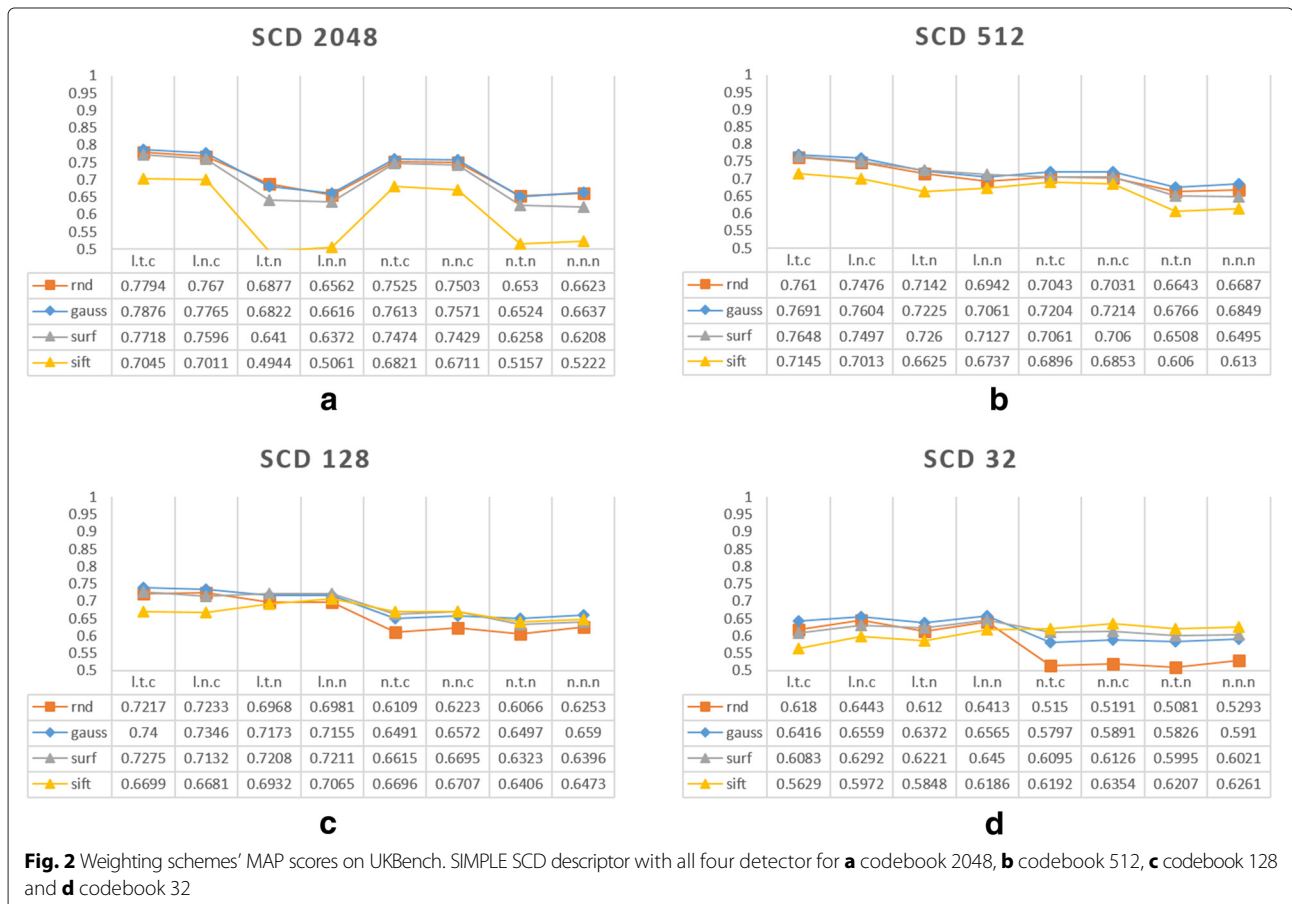 SCD 2048
1
0.95
0.9
0.85
0.8
0.75
0.7
0.65
0.6
0.55
0.5
l.t.c l.n.c l.t.n l.n.n n.t.c n.n.c n.t.n n.n.n
rnd 0.7794 0.767 0.6877 0.6562 0.7525 0.7503 0.653 0.6623
gauss 0.7876 0.7765 0.6822 0.6616 0.7613 0.7571 0.6524 0.6637
surf 0.7718 0.7596 0.641 0.6372 0.7474 0.7429 0.6258 0.6208
sift 0.7045 0.7011 0.4944 0.5061 0.6821 0.6711 0.5157 0.5222
a
SCD 512
1
0.95
0.9
0.85
0.8
0.75
0.7
0.65
0.6
0.55
0.5
l.t.c l.n.c l.t.n l.n.n n.t.c n.n.c n.t.n n.n.n
rnd 0.761 0.7476 0.7142 0.6942 0.7043 0.7031 0.6643 0.6687
gauss 0.7691 0.7604 0.7225 0.7061 0.7204 0.7214 0.6766 0.6849
surf 0.7648 0.7497 0.726 0.7127 0.7061 0.706 0.6508 0.6495
sift 0.7145 0.7013 0.6625 0.6737 0.6896 0.6853 0.606 0.613
b
SCD 128
1
0.95
0.9
0.85
0.8
0.75
0.7
0.65
0.6
0.55
0.5
l.t.c l.n.c l.t.n l.n.n n.t.c n.n.c n.t.n n.n.n
rnd 0.7217 0.7233 0.6968 0.6981 0.6109 0.6223 0.6066 0.6253
gauss 0.74 0.7346 0.7173 0.7155 0.6491 0.6572 0.6497 0.659
surf 0.7275 0.7132 0.7208 0.7211 0.6615 0.6695 0.6323 0.6396
sift 0.6699 0.6681 0.6932 0.7065 0.6696 0.6707 0.6406 0.6473
c
SCD 32
1
0.95
0.9
0.85
0.8
0.75
0.7
0.65
0.6
0.55
0.5
l.t.c l.n.c l.t.n l.n.n n.t.c n.n.c n.t.n n.n.n
rnd 0.618 0.6443 0.612 0.6413 0.515 0.5191 0.5081 0.5293
gauss 0.6416 0.6559 0.6372 0.6565 0.5797 0.5891 0.5826 0.591
surf 0.6083 0.6292 0.6221 0.645 0.6095 0.6126 0.5995 0.6021
sift 0.5629 0.5972 0.5848 0.6186 0.6192 0.6354 0.6207 0.6261
d
Fig. 2 Weighting schemes' MAP scores on UKBench. SIMPLE SCD descriptor with all four detector for a codebook 2048, b codebook 512, c codebook 128
and d codebook 32